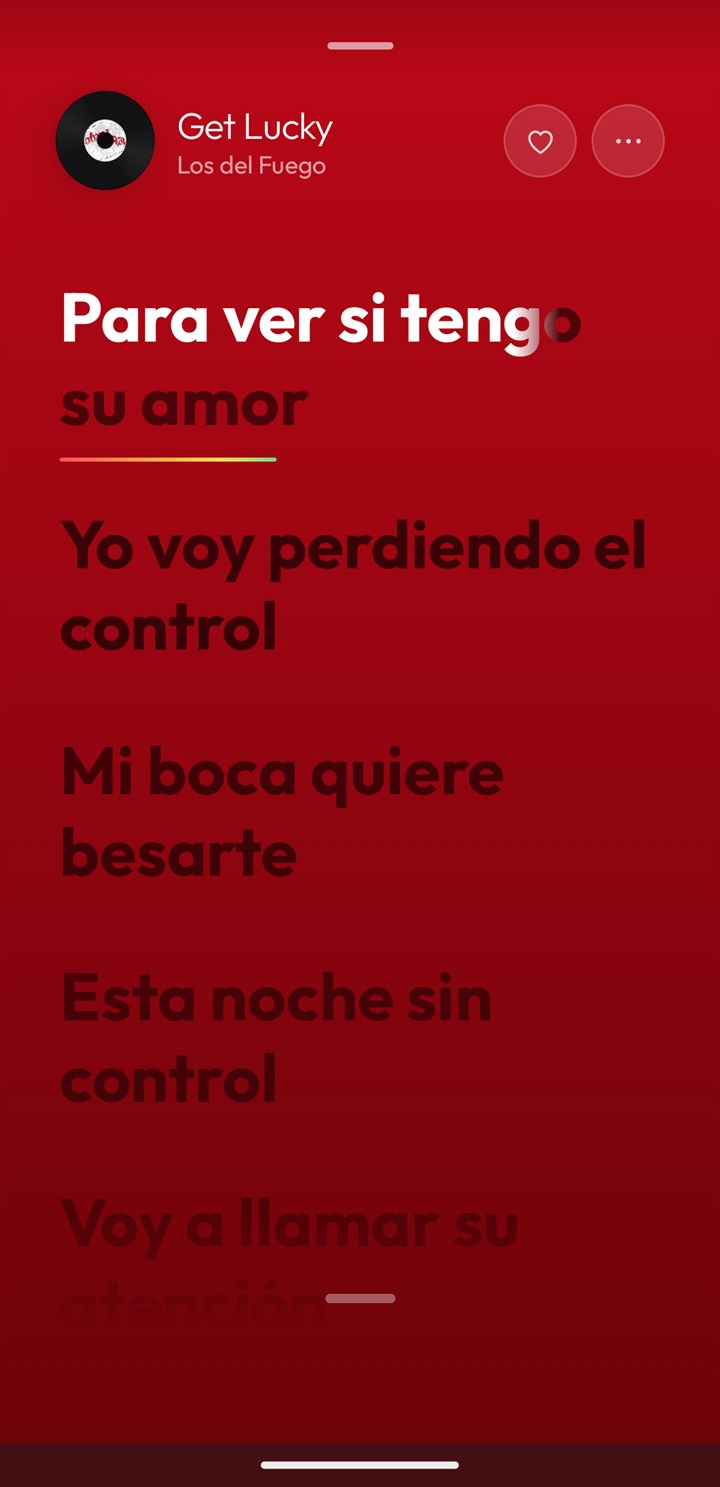 Get Lucky
Los del Fuego
Para ver si tengo
su amor
Yo voy perdiendo el
control
Mi boca quiere
besarte
Esta noche sin
control
Voy a llamar su
atención